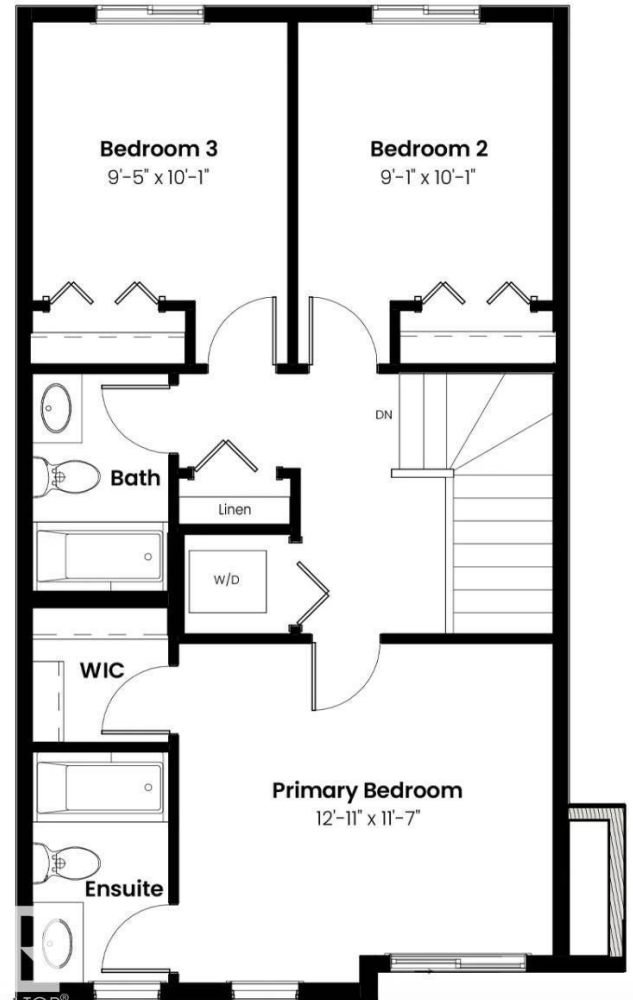 Bedroom 3
9'-5" x 10'-1"
Bedroom 2
9'-1" x 10'-1"
DN
Bath
Linen
W/D
WIC
Primary Bedroom
12'-11" x 11'-7"
Ensuite